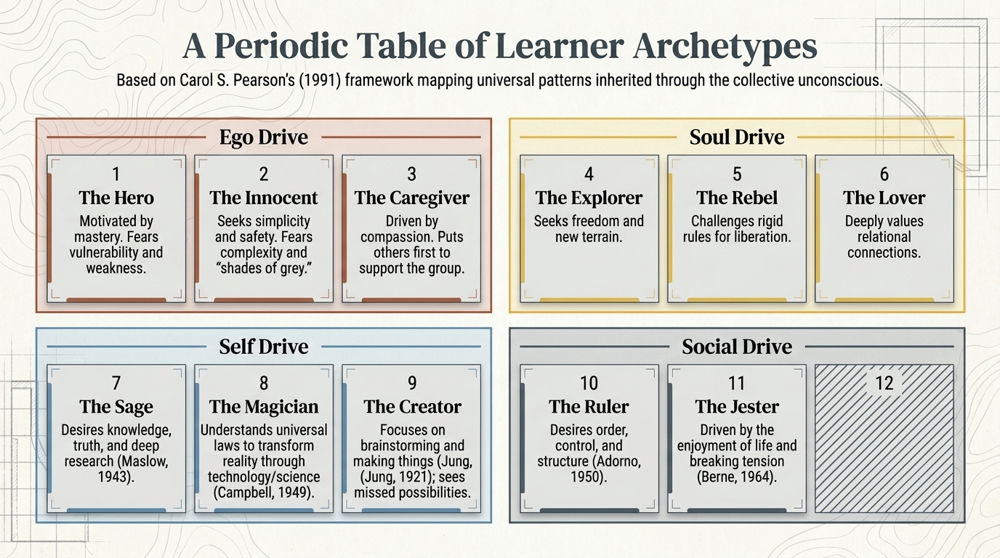 A Periodic Table of Learner Archetypes
Based on Carol S. Pearson's (1991) framework mapping universal patterns inherited through the collective unconscious.
Ego Drive
1
The Hero
Motivated by
mastery. Fears
vulnerability and
weakness.
2
The Innocent
Seeks simplicity
and safety. Fears
complexity and
“shades of grey.”
3
The Caregiver
Driven by
compassion. Puts
others first to
support the group.
Soul Drive
4
The Explorer
Seeks freedom and
new terrain.
5
The Rebel
Challenges rigid
rules for liberation.
6
The Lover
Deeply values
relational
connections.
Self Drive
7
The Sage
Desires knowledge,
truth, and deep
research (Maslow,
1943).
8
The Magician
Understands universal
laws to transform
reality through
technology/science
(Campbell, 1949).
9
The Creator
Focuses on
brainstorming and
making things (Jung,
(Jung, 1921); sees
missed possibilities.
Social Drive
10
The Ruler
Desires order,
control, and
structure (Adorno,
1950).
11
The Jester
Driven by the
enjoyment of life and
breaking tension
(Berne, 1964).
12